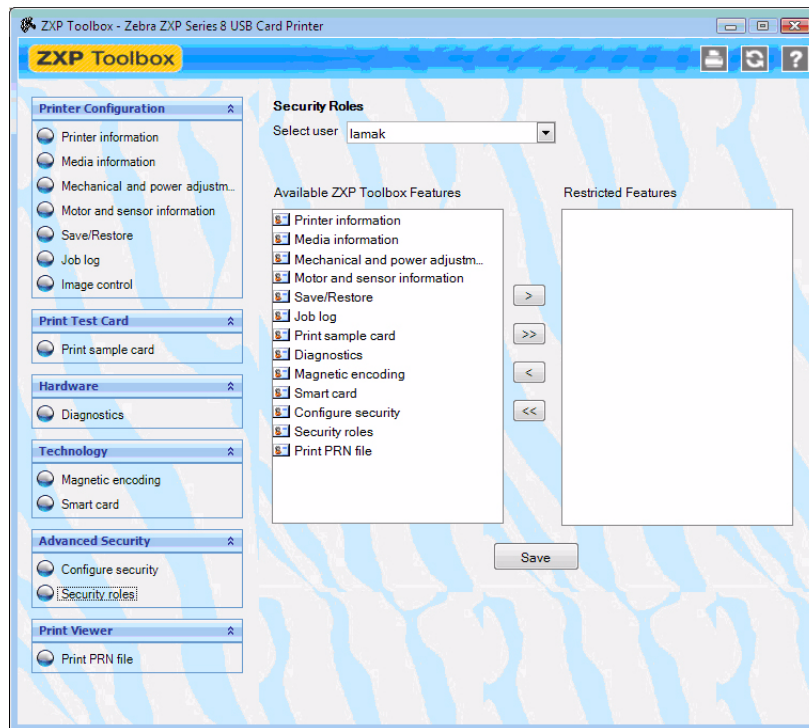 ZXP Toolbox - Zebra ZXP Series 8 USB Card Printer
ZXP Toolbox
?
Printer Configuration
Printer information
Media information
Mechanical and power adjustm...
Motor and sensor information
Save/Restore
Job log
Image control
Print Test Card
Print sample card
Hardware
Diagnostics
Technology
Magnetic encoding
Smart card
Advanced Security
Configure security
Security roles
Print Viewer
Print PRN file
Security Roles
Select user
lamak
Available ZXP Toolbox Features
Printer information
Media information
Mechanical and power adjustm...
Motor and sensor information
Save/Restore
Job log
Print sample card
Diagnostics
Magnetic encoding
Smart card
Configure security
Security roles
Print PRN file
>
>>
<
<<
Restricted Features
Save